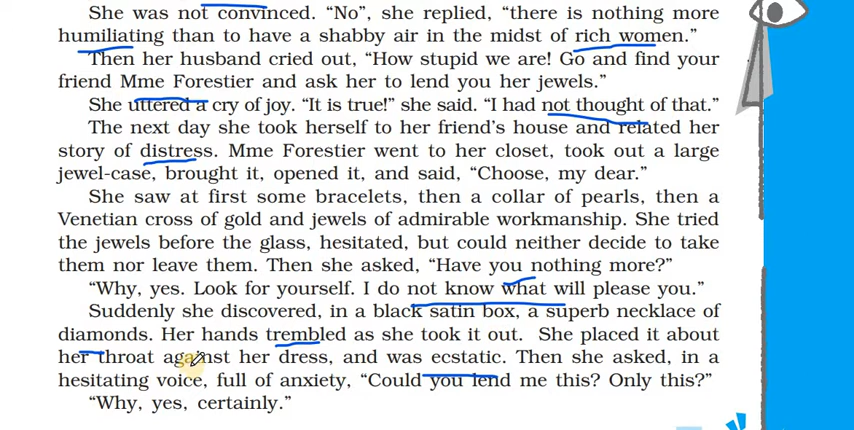 She was not convinced. “No”, she replied, “there is nothing more
humiliating than to have a shabby air in the midst of rich women.”
Then her husband cried out, “How stupid we are! Go and find your
friend Mme Forestier and ask her to lend you her jewels.”
She uttered a cry of joy. “It is true!” she said. “I had not thought of that.”
The next day she took herself to her friend’s house and related her
story of distress. Mme Forestier went to her closet, took out a large
jewel-case, brought it, opened it, and said, “Choose, my dear.”
She saw at first some bracelets, then a collar of pearls, then a
Venetian cross of gold and jewels of admirable workmanship. She tried
the jewels before the glass, hesitated, but could neither decide to take
them nor leave them. Then she asked, “Have you nothing more?”
“Why, yes. Look for yourself. I do not know what will please you.”
Suddenly she discovered, in a black satin box, a superb necklace of
diamonds. Her hands trembled as she took it out. She placed it about
her throat against her dress, and was ecstatic. Then she asked, in a
hesitating voice, full of anxiety, “Could you lend me this? Only this?”
“Why, yes, certainly.”